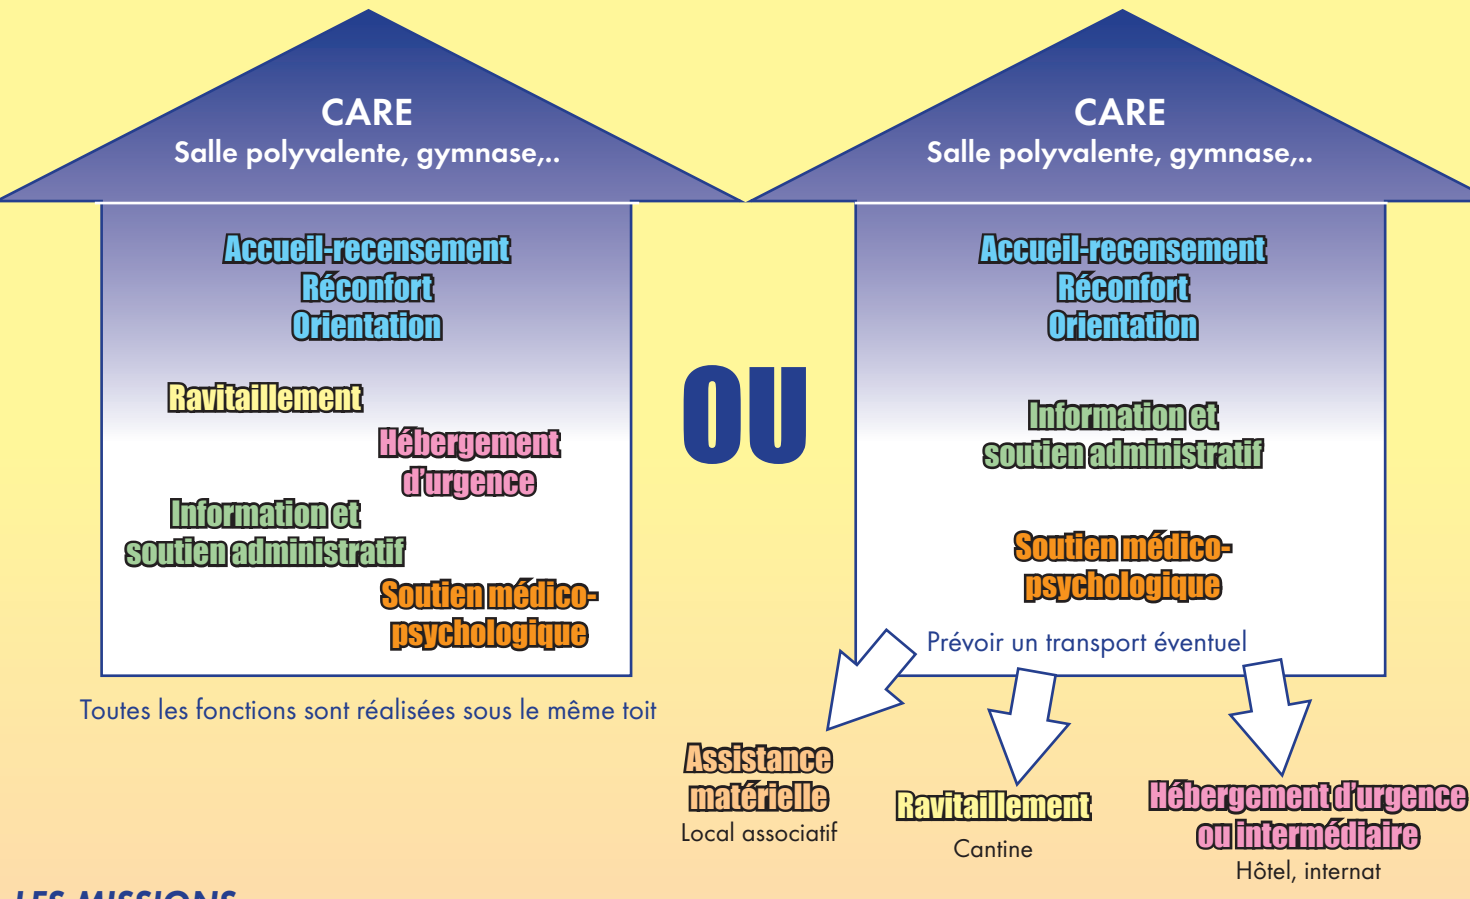 CARE
Salle polyvalente, gymnase,..
Accueil-recensement
Réconfort
Orientation
Ravitaillement
Hébergement
d'urgence
Information et
soutien administratif
Soutien médico-
psychologique
Toutes les fonctions sont réalisées sous le même toit
OU
CARE
Salle polyvalente, gymnase,..
Accueil-recensement
Réconfort
Orientation
Information et
soutien administratif
Soutien médico-
psychologique
Prévoir un transport éventuel
Assistance
matérielle
Local associatif
Ravitaillement
Cantine
Hébergement d'urgence
ou intermédiaire
Hôtel, internat
LES MISSIONS